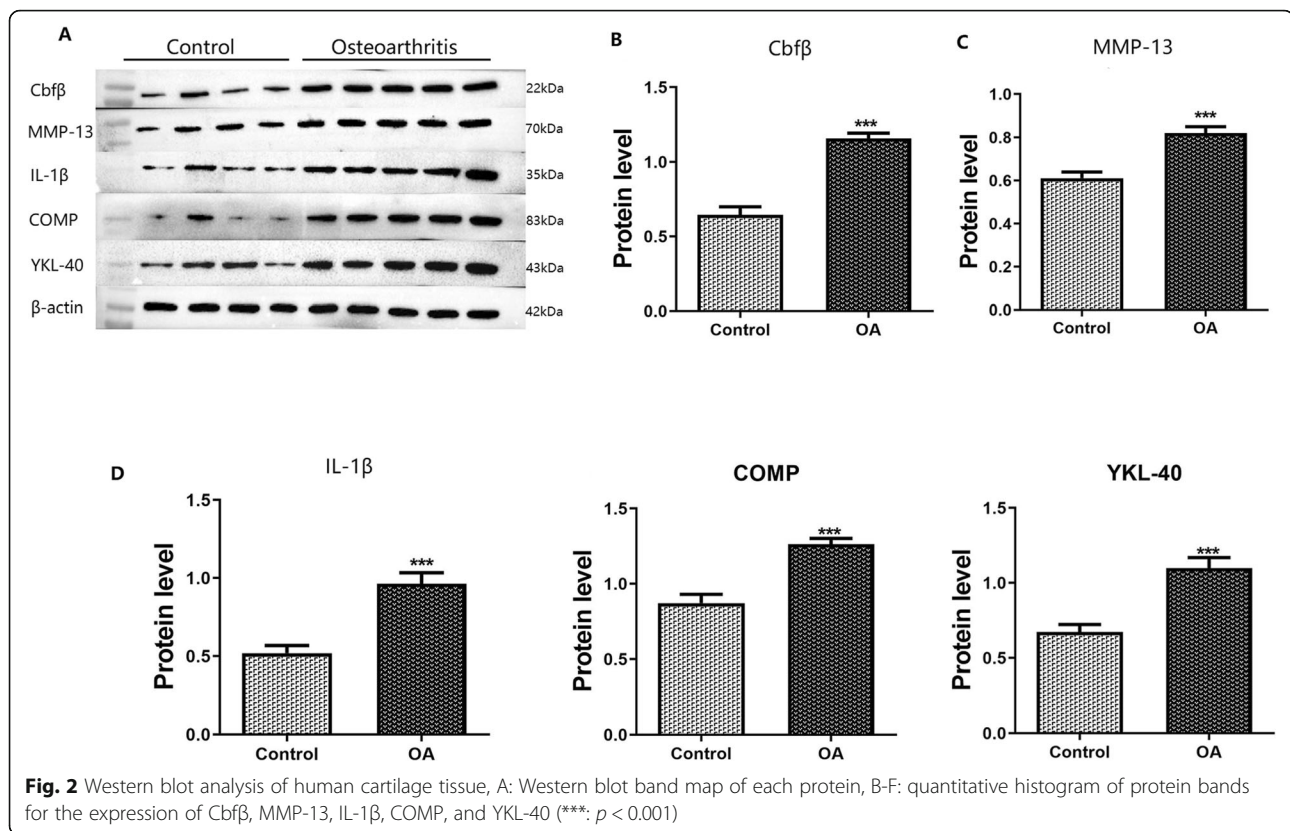 A
Control Osteoarthritis
Cbfβ 22kDa
MMP-13 70kDa
IL-1β 35kDa
COMP 83kDa
YKL-40 43kDa
β-actin 42kDa
B
Cbfβ
Protein level
1.5
1.0
0.5
0.0
***
Control OA
C
MMP-13
Protein level
1.0
0.8
0.6
0.4
0.2
0.0
***
Control OA
D
IL-1β
Protein level
1.5
1.0
0.5
0.0
***
Control OA
COMP
Protein level
1.5
1.0
0.5
0.0
***
Control OA
YKL-40
Protein level
1.5
1.0
0.5
0.0
***
Control OA
Fig. 2 Western blot analysis of human cartilage tissue, A: Western blot band map of each protein, B-F: quantitative histogram of protein bands
for the expression of Cbfβ, MMP-13, IL-1β, COMP, and YKL-40 (***: p < 0.001)